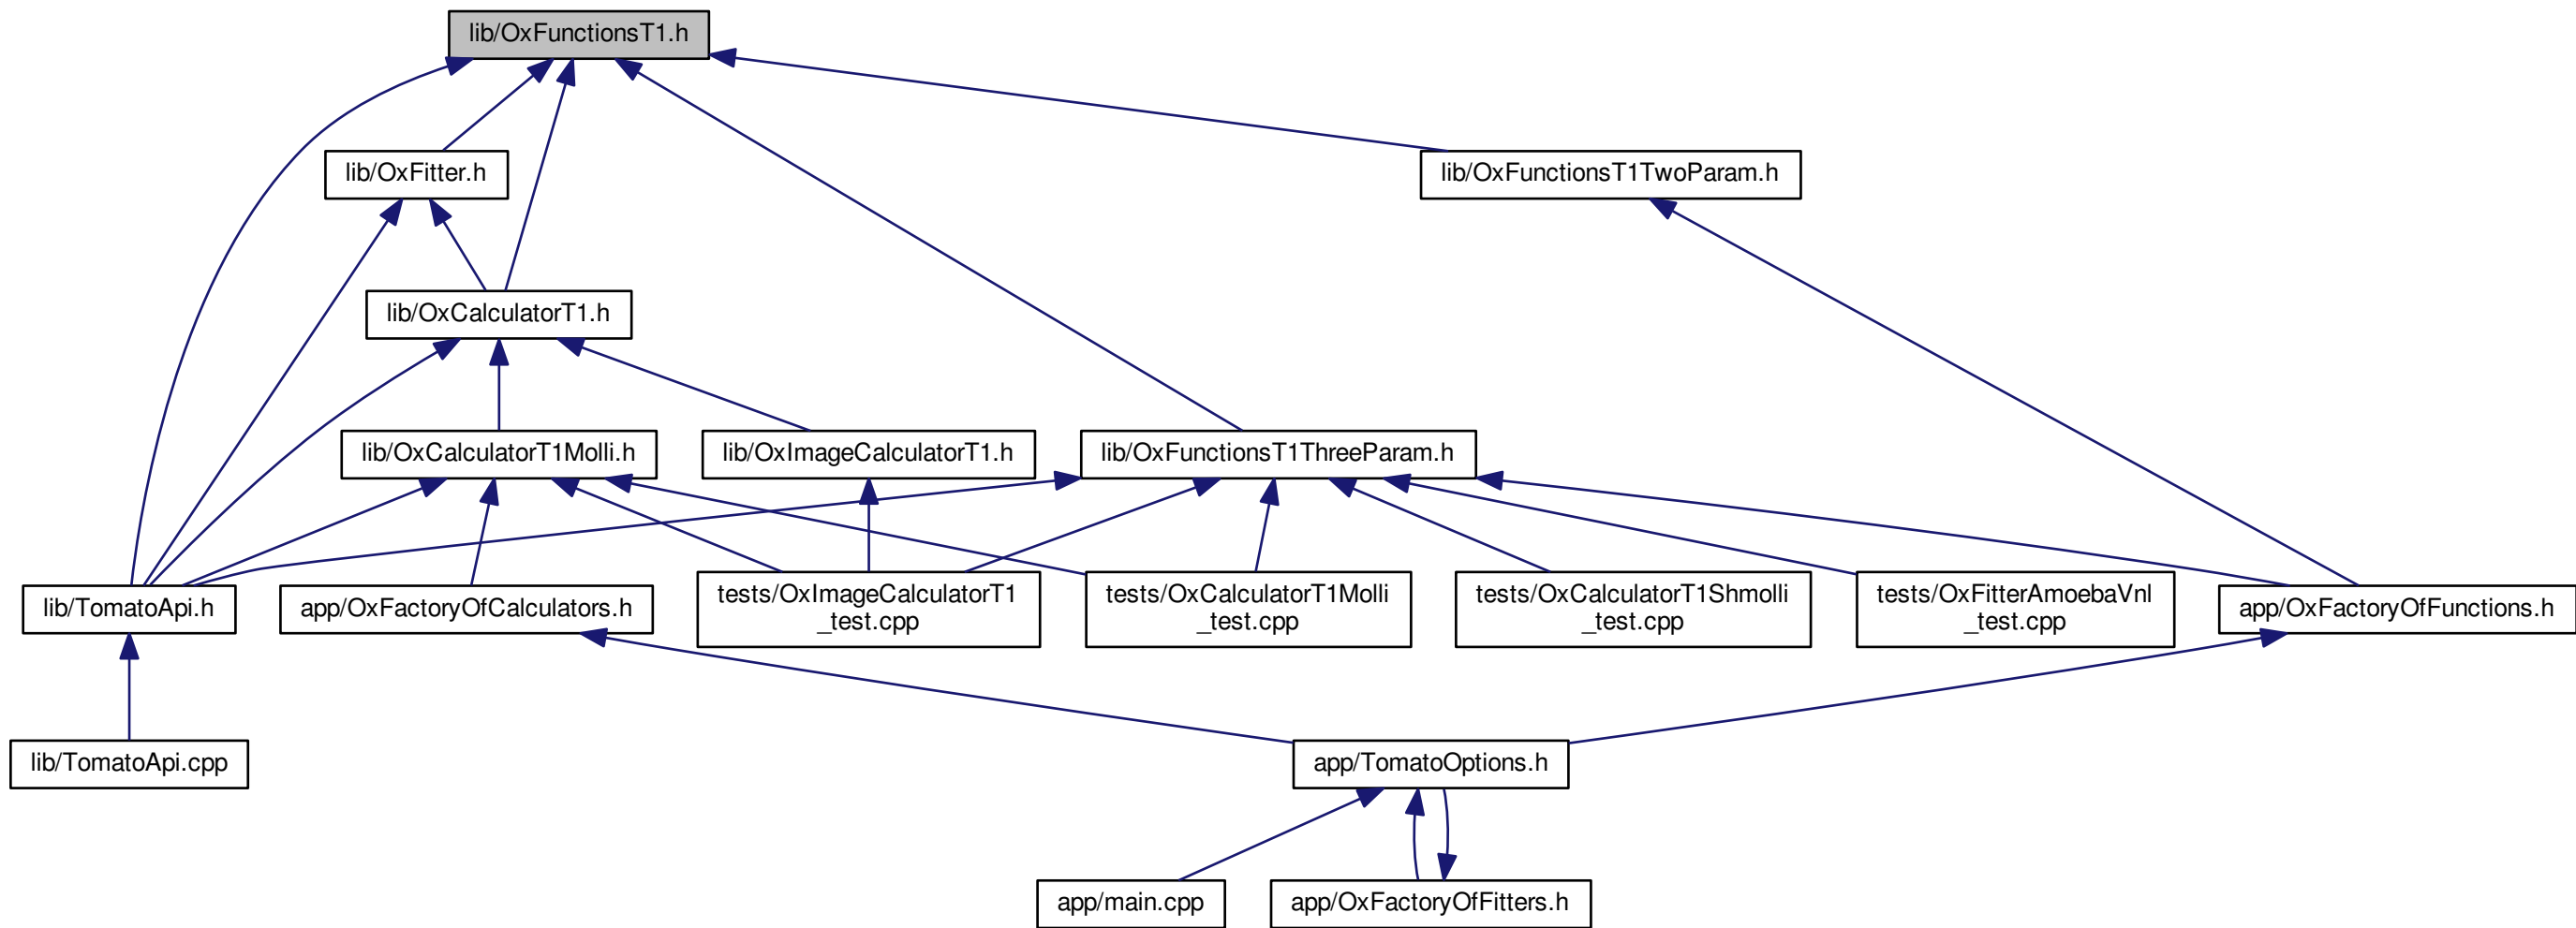 lib/OxFunctionsT1.h
lib/OxFitter.h
lib/OxFunctionsT1TwoParam.h
lib/OxCalculatorT1.h
lib/OxCalculatorT1Molli.h
lib/OxImageCalculatorT1.h
lib/OxFunctionsT1ThreeParam.h
lib/TomatoApi.h
app/OxFactoryOfCalculators.h
tests/OxImageCalculatorT1
_test.cpp
tests/OxCalculatorT1Molli
_test.cpp
tests/OxCalculatorT1Shmolli
_test.cpp
tests/OxFitterAmoebaVnl
_test.cpp
app/OxFactoryOfFunctions.h
lib/TomatoApi.cpp
app/TomatoOptions.h
app/main.cpp
app/OxFactoryOfFitters.h